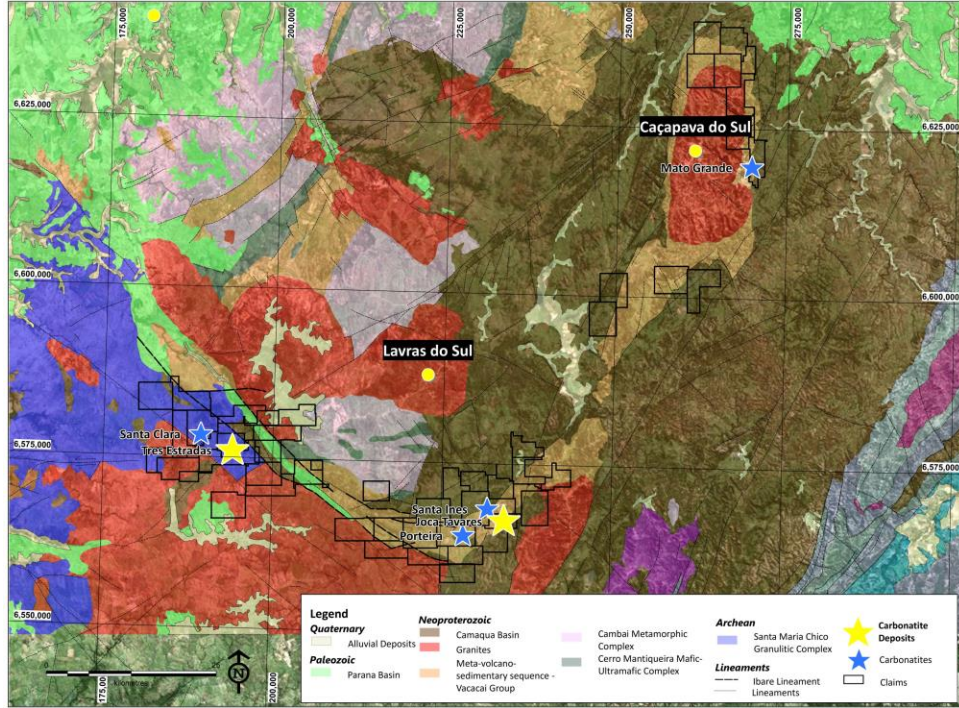 175,000
200,000
225,000
250,000
275,000
6,625,000
6,625,000
Caçapava do Sul
Mato Grande
6,600,000
6,600,000
Lavras do Sul
Santa Clara
Tres Estradas
6,575,000
6,575,000
Santa Ines
Joca Tavares
Porteira
6,550,000
175,000
200,000
0
25
kilometres
N
Legend
Quaternary
Alluvial Deposits
Paleozoic
Parana Basin
Neoproterozoic
Camaqua Basin
Granites
Meta-volcano-
sedimentary sequence -
Vacacai Group
Cambai Metamorphic
Complex
Cerro Mantiqueira Mafic-
Ultramafic Complex
Archean
Santa Maria Chico
Granulitic Complex
Lineaments
Ibare Lineament
Lineaments
Carbonatite
Deposits
Carbonatites
Claims